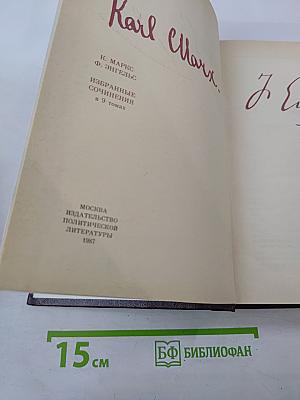 Karl Marx.
К. МАРКС
Ф. ЭНГЕЛЬС
ИЗБРАННЫЕ
СОЧИНЕНИЯ
в 9 томах
МОСКВА
ИЗДАТЕЛЬСТВО
ПОЛИТИЧЕСКОЙ
ЛИТЕРАТУРЫ
1987
15 см
БФ БИБЛИОФАН